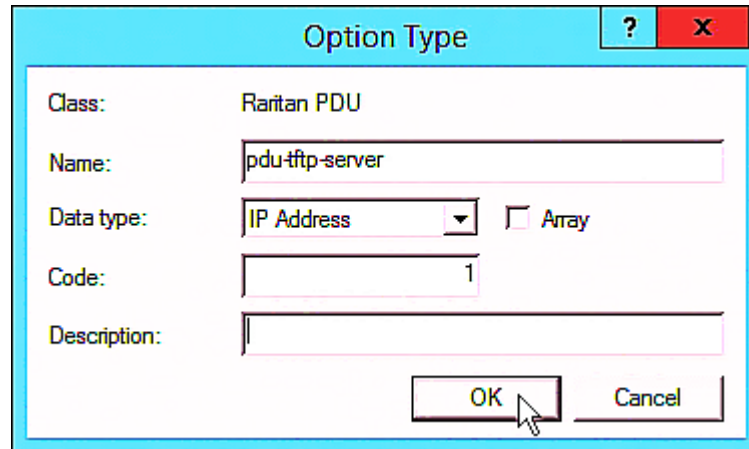 Option Type
?
x
Class: Raritan PDU
Name: pdu-tftp-server
Data type: IP Address Array
Code: 1
Description:
OK Cancel